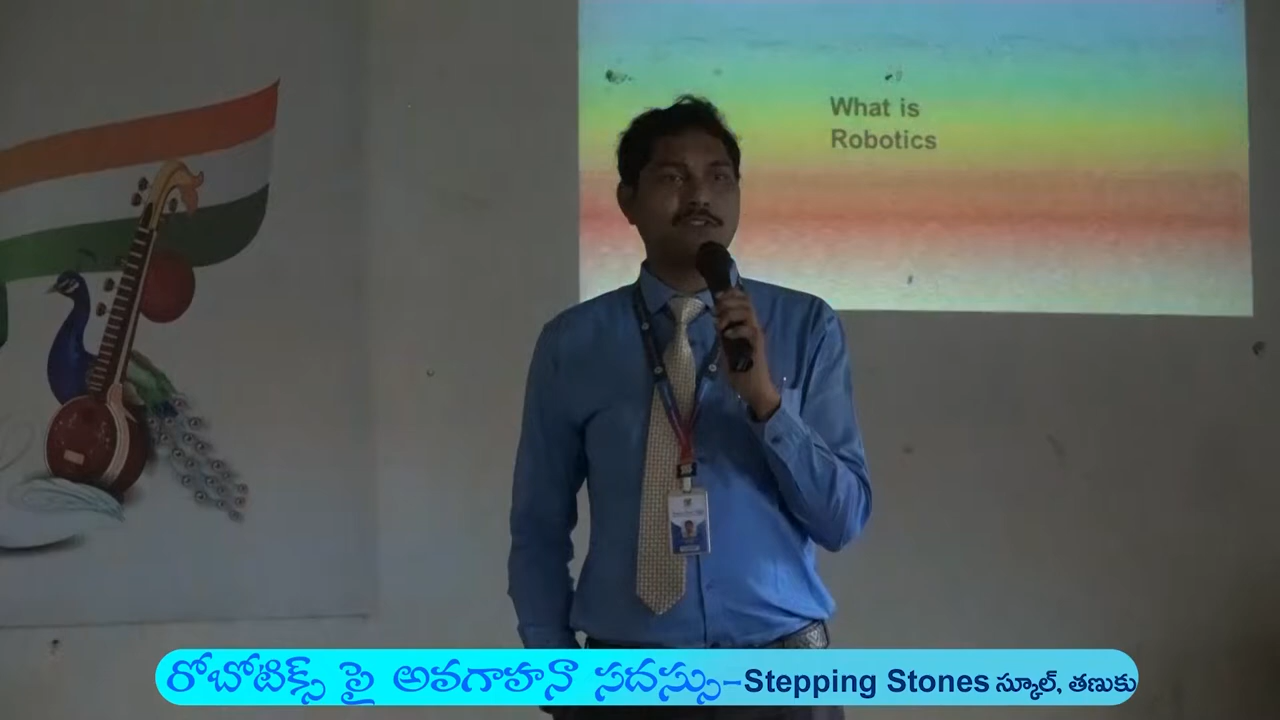 What is
Robotics
రోబోటిక్స్ పై అవగాహనా సదస్సు-Stepping Stones స్కూల్, తణుకు